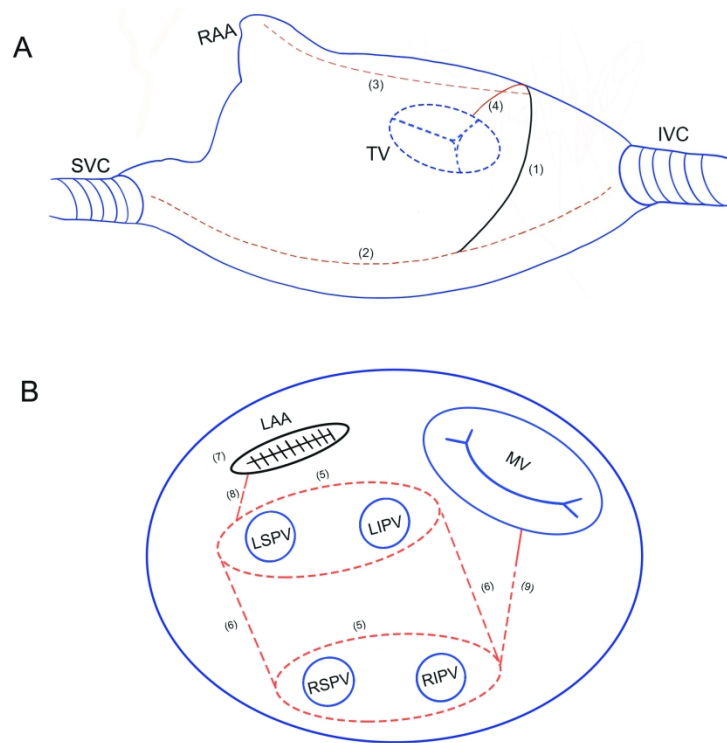 A
RAA
(3)
(4)
SVC
TV
(1)
IVC
(2)
B
LAA
(7)
(5)
(8)
MV
LSPV
LIPV
(6)
(6)
(9)
(5)
RSPV
RIPV